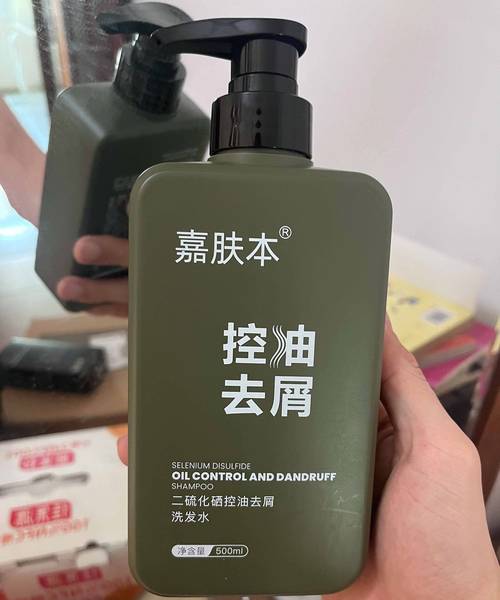 嘉肤本®
控油
去屑
SELENIUM DISULFIDE
OIL CONTROL AND DANDRUFF
SHAMPOO
二硫化硒控油去屑
洗发水
净含量 500ml